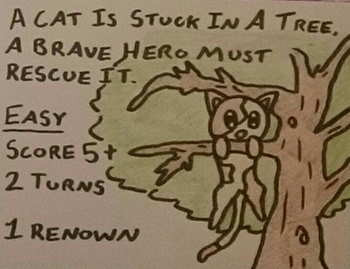 A CAT IS STUCK IN A TREE.
A BRAVE HERO MUST
RESCUE IT.
EASY
SCORE 5+
2 TURNS
1 RENOWN